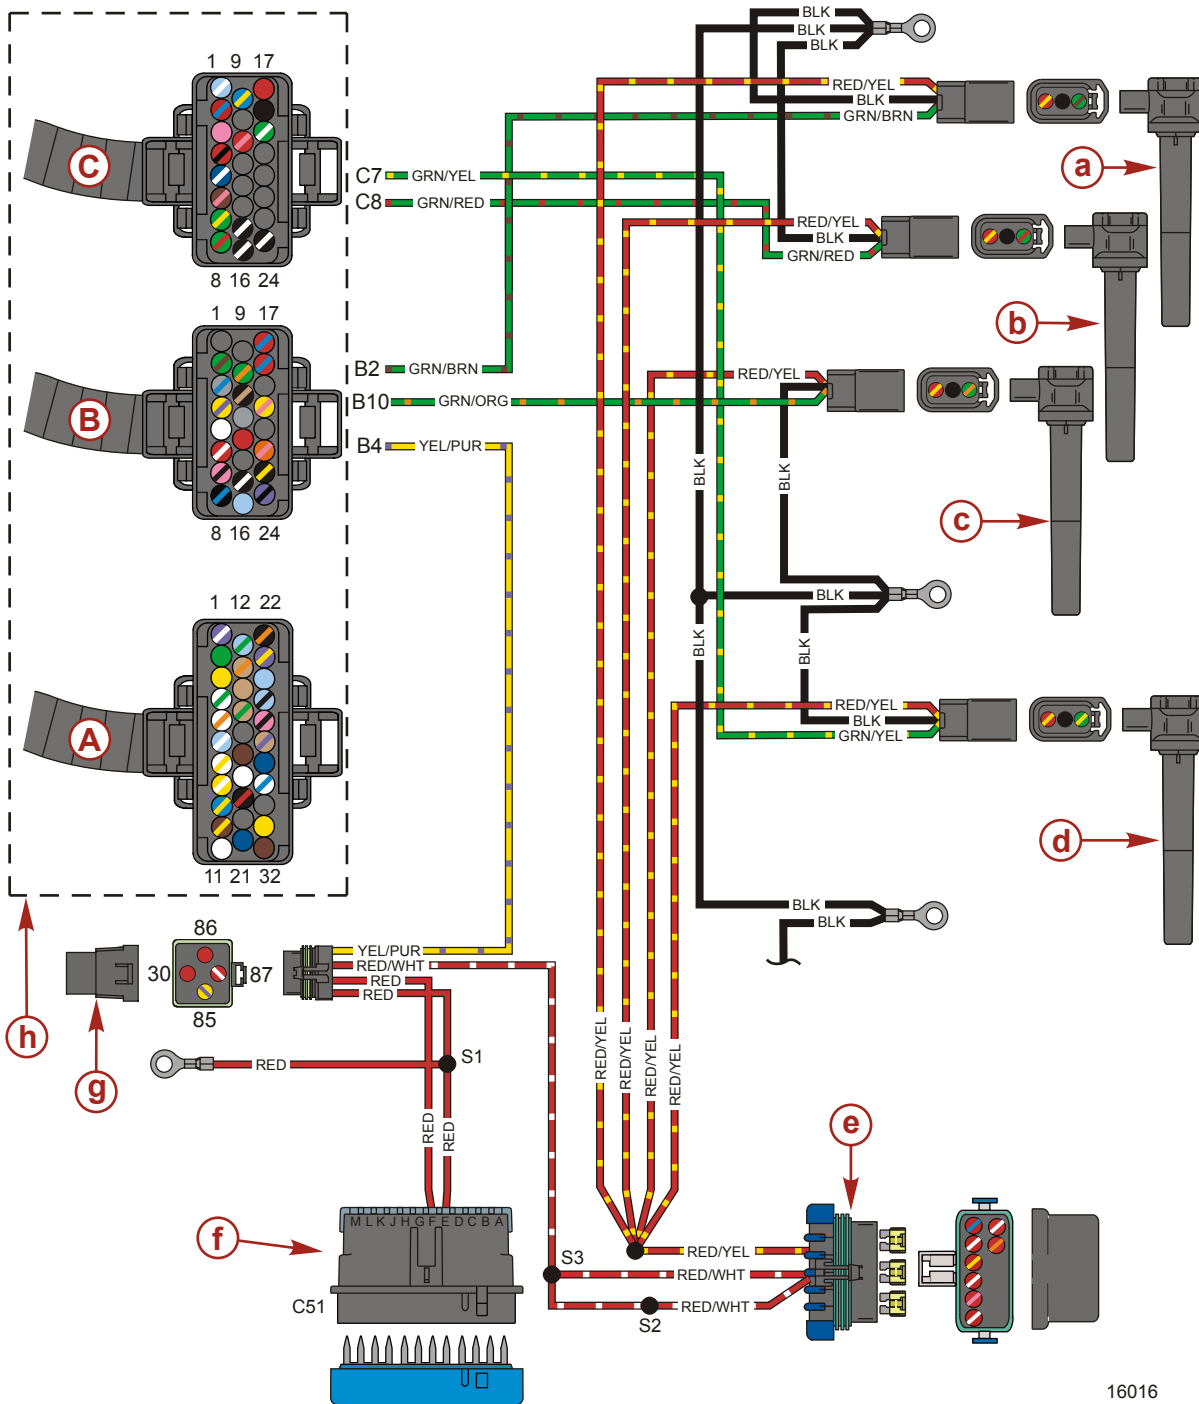 BLK
BLK
BLK
1 9 17
RED/YEL
BLK
GRN/BRN
C
a
C7 GRN/YEL
C8 GRN/RED
RED/YEL
BLK
GRN/RED
8 16 24
1 9 17
b
B2 GRN/BRN
RED/YEL
B10 GRN/ORG
B
B4 YEL/PUR
BLK
BLK
c
8 16 24
1 12 22
BLK
BLK
BLK
A
RED/YEL
BLK
GRN/YEL
d
11 21 32
BLK
BLK
86
30 87
85
YEL/PUR
RED/WHT
RED
RED
h
g
RED
S1
RED/YEL
RED/YEL
RED/YEL
RED/YEL
RED
RED
e
f
M L K J H G F E D C B A
RED/YEL
S3
RED/WHT
C51
RED/WHT
S2
16016